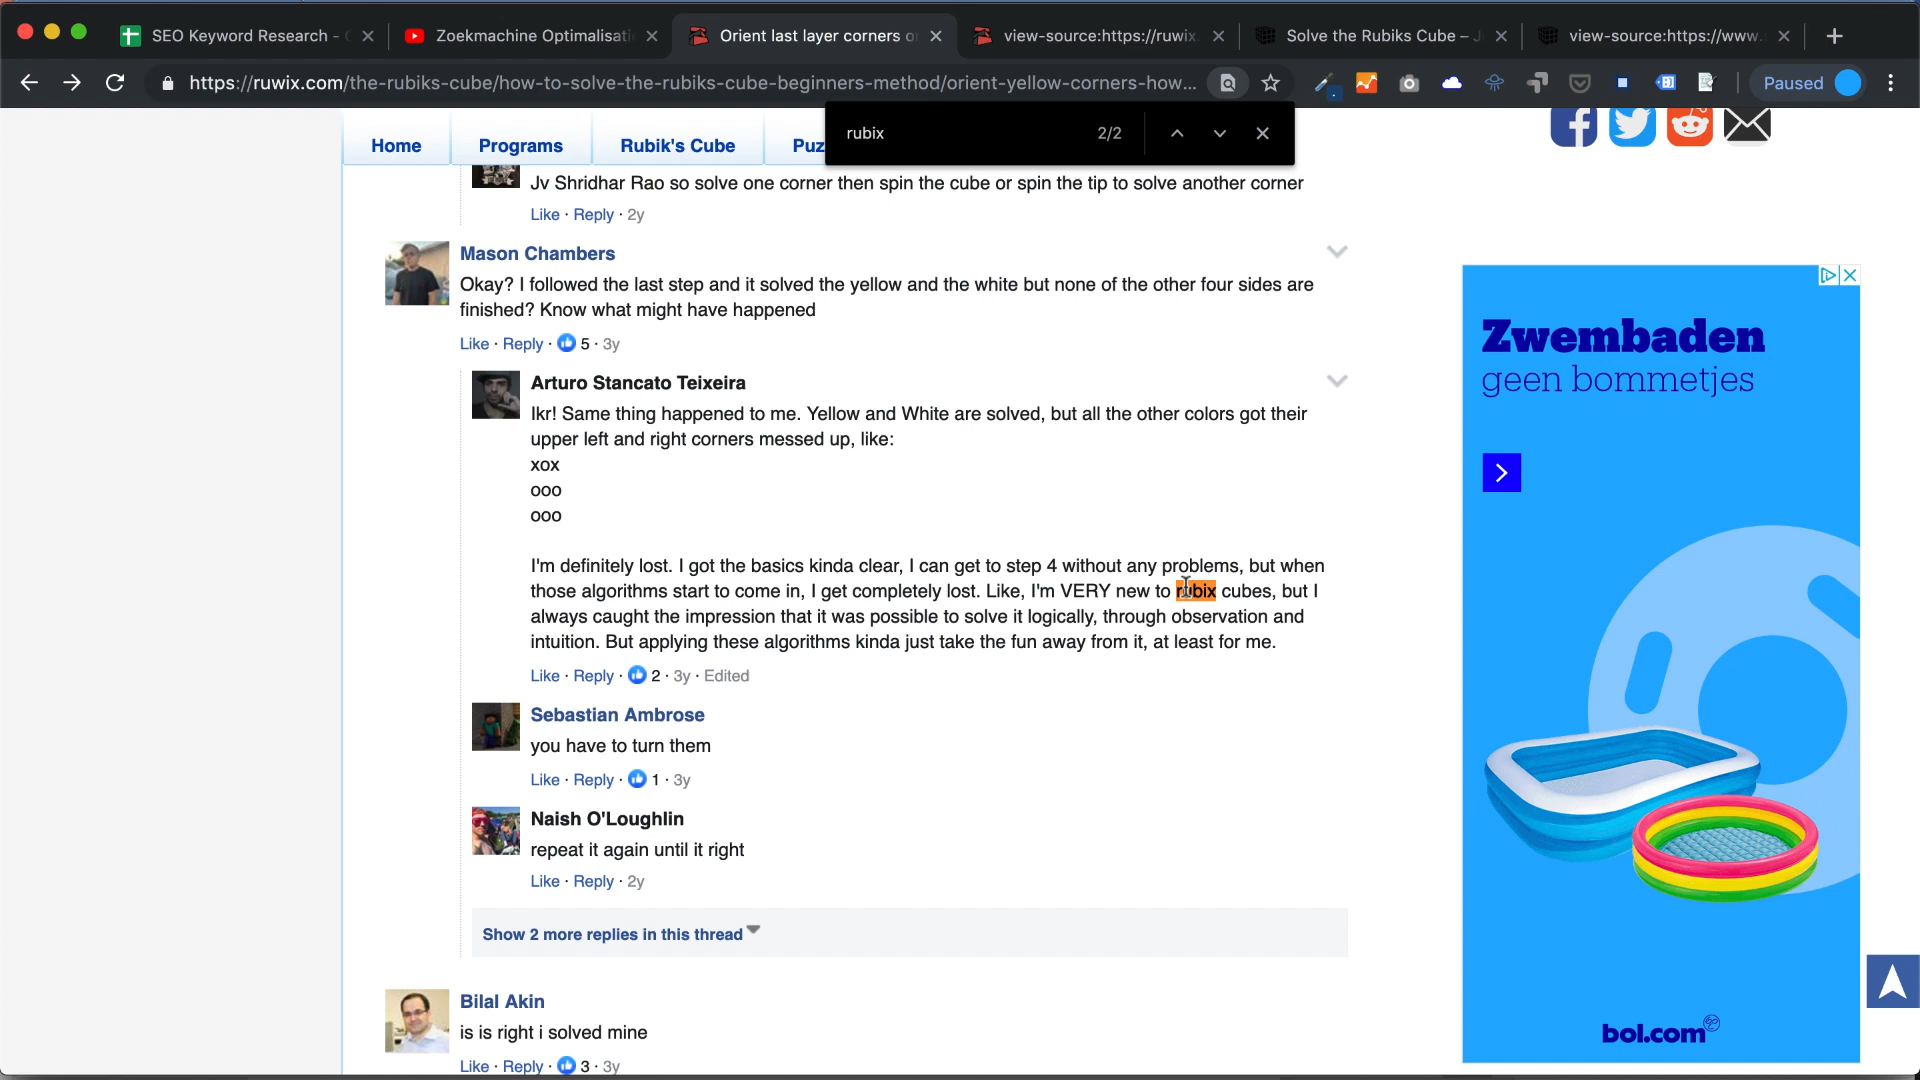 SEO Keyword Research -
Zoekmachine Optimalisati
Orient last layer corners o
view-source:https://ruwix.
Solve the Rubiks Cube –
view-source:https://www.
https://ruwix.com/the-rubiks-cube/how-to-solve-the-rubiks-cube-beginners-method/orient-yellow-corners-how...
Paused
rubix
2/2
Home
Programs
Rubik's Cube
Puz
Jv Shridhar Rao so solve one corner then spin the cube or spin the tip to solve another corner
Like · Reply · 2y
Mason Chambers
Okay? I followed the last step and it solved the yellow and the white but none of the other four sides are
finished? Know what might have happened
Like · Reply · 5 · 3y
Arturo Stancato Teixeira
Ikr! Same thing happened to me. Yellow and White are solved, but all the other colors got their
upper left and right corners messed up, like:
xox
ooo
ooo
I'm definitely lost. I got the basics kinda clear, I can get to step 4 without any problems, but when
those algorithms start to come in, I get completely lost. Like, I'm VERY new to rubix cubes, but I
always caught the impression that it was possible to solve it logically, through observation and
intuition. But applying these algorithms kinda just take the fun away from it, at least for me.
Like · Reply · 2 · 3y · Edited
Sebastian Ambrose
you have to turn them
Like · Reply · 1 · 3y
Naish O'Loughlin
repeat it again until it right
Like · Reply · 2y
Show 2 more replies in this thread
Bilal Akin
is is right i solved mine
Like · Reply · 3 · 3y
Zwembaden
geen bommetjes
bol.com